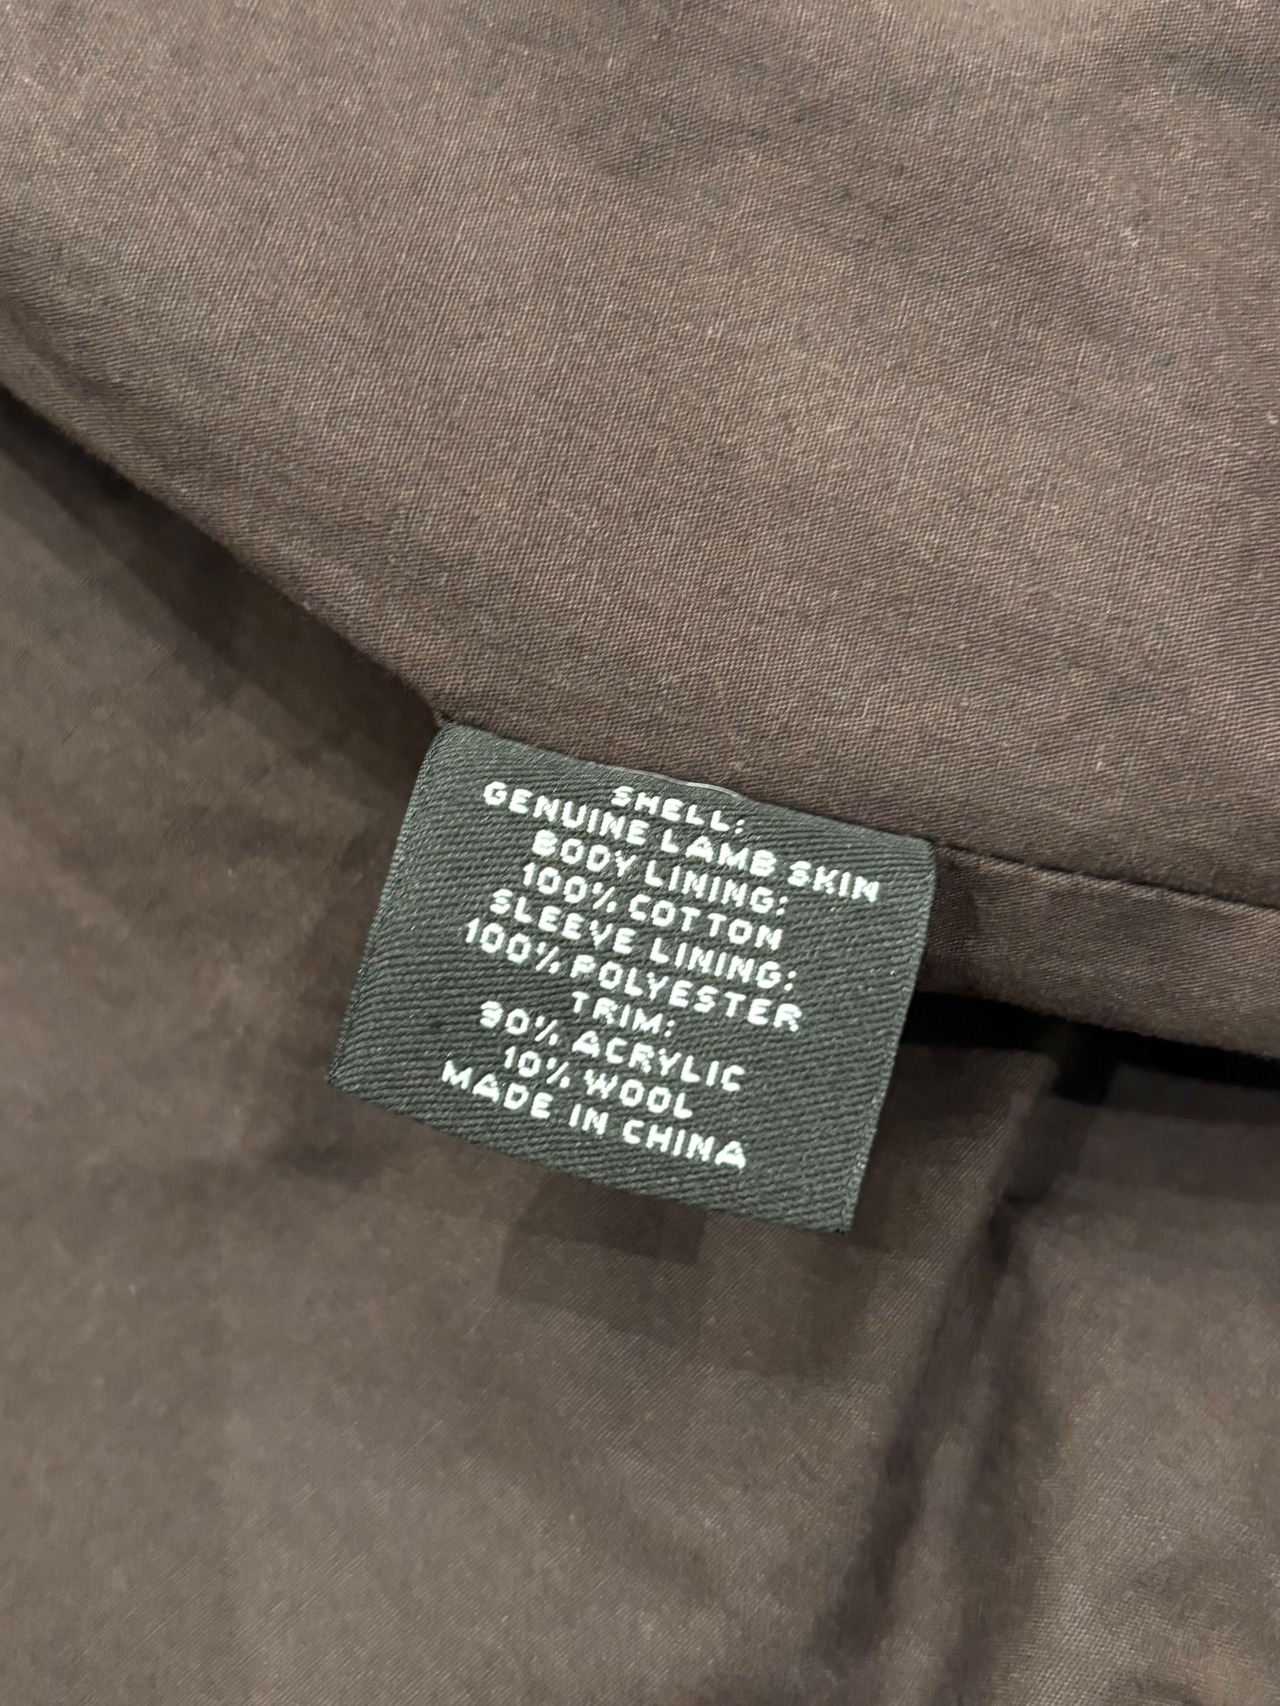 SHELL:
GENUINE LAMB SKIN
BODY LINING:
100% COTTON
SLEEVE LINING:
100% POLYESTER
TRIM:
90% ACRYLIC
10% WOOL
MADE IN CHINA